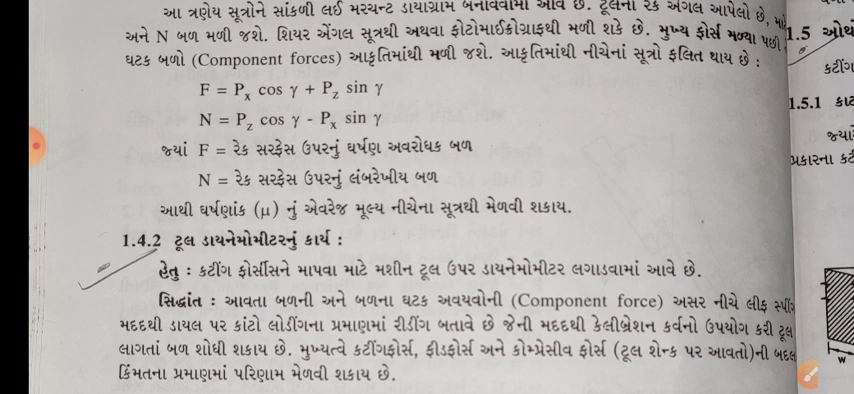 આ ત્રણેય સૂત્રોને સાંકળી લઈ મરચન્ટ ડાયાગ્રામ બનાવવામાં આવે છે. ટૂલનો રેક અંગલ આપેલો છે,
અને N બળ મળી જશે. શિયર એંગલ સૂત્રથી અથવા ફોટોમાઈક્રોગ્રાફથી મળી શકે છે. મુખ્ય ફોર્સ મળ્યા પછી
ઘટક બળો (Component forces) આકૃતિમાંથી મળી જશે. આકૃતિમાંથી નીચેનાં સૂત્રો ફલિત થાય છે :
F = Px cos γ + Pz sin γ
N = Pz cos γ - Px sin γ
જ્યાં F = રેક સરફેસ ઉપરનું ઘર્ષણ અવરોધક બળ
N = રેક સરફેસ ઉપરનું લંબરેખીય બળ
આથી ઘર્ષણાંક (μ) નું એવરેજ મૂલ્ય નીચેના સૂત્રથી મેળવી શકાય.
1.4.2 ટૂલ ડાયનેમોમીટરનું કાર્ય :
હેતુ : કટીંગ ફોર્સીસને માપવા માટે મશીન ટૂલ ઉપર ડાયનેમોમીટર લગાડવામાં આવે છે.
સિદ્ધાંત : આવતા બળની અને બળના ઘટક અવયવોની (Component force) અસર નીચે લીફ સ્પ્રીંગ
મદદથી ડાયલ પર કાંટો લોડીંગના પ્રમાણમાં રીડીંગ બતાવે છે જેની મદદથી કેલીબ્રેશન કર્વનો ઉપયોગ કરી ટૂલ
લાગતાં બળ શોધી શકાય છે. મુખ્યત્વે કટીંગફોર્સ, ફીડફોર્સ અને કોમ્પ્રેસીવ ફોર્સ (ટૂલ શેન્ક પર આવતો)ની બદલ
કિંમતના પ્રમાણમાં પરિણામ મેળવી શકાય છે.
1.5 ઓથ
કટીંગ
1.5.1 કાટ
જ્યારે
પ્રકારના કટ
W